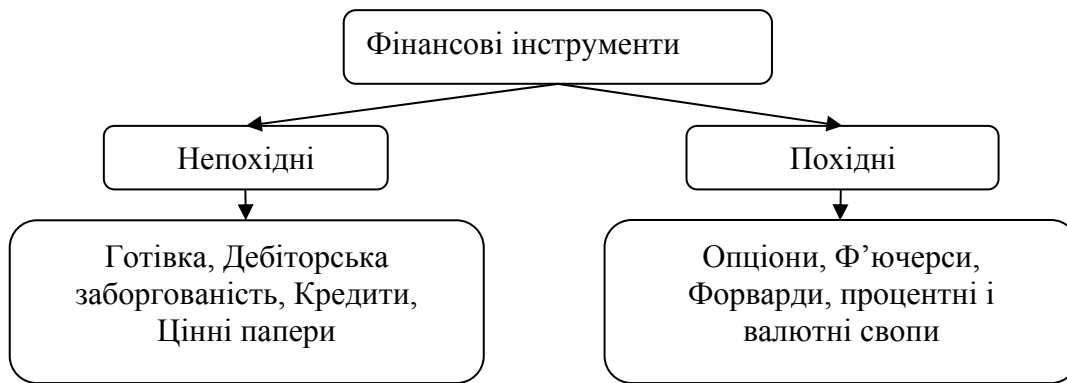 Фінансові інструменти
Непохідні
Похідні
Готівка, Дебіторська
заборгованість, Кредити,
Цінні папери
Опціони, Ф’ючерси,
Форварди, процентні і
валютні свопи